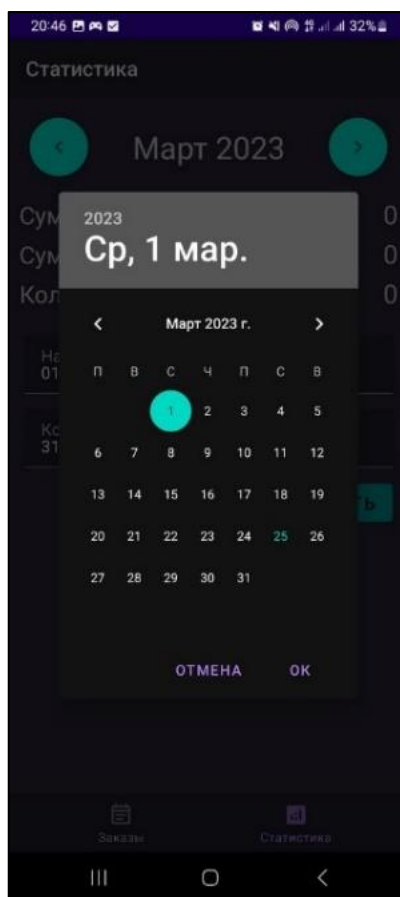 20:46 32%
Статистика
Март 2023
Сум 0
Сум 0
Кол 0
2023
Ср, 1 мар.
Март 2023 г.
П В С Ч П С В
1 2 3 4 5
6 7 8 9 10 11 12
13 14 15 16 17 18 19
20 21 22 23 24 25 26
27 28 29 30 31
На
01
Ко
31
ТЬ
ОТМЕНА ОК
Заказы Статистика